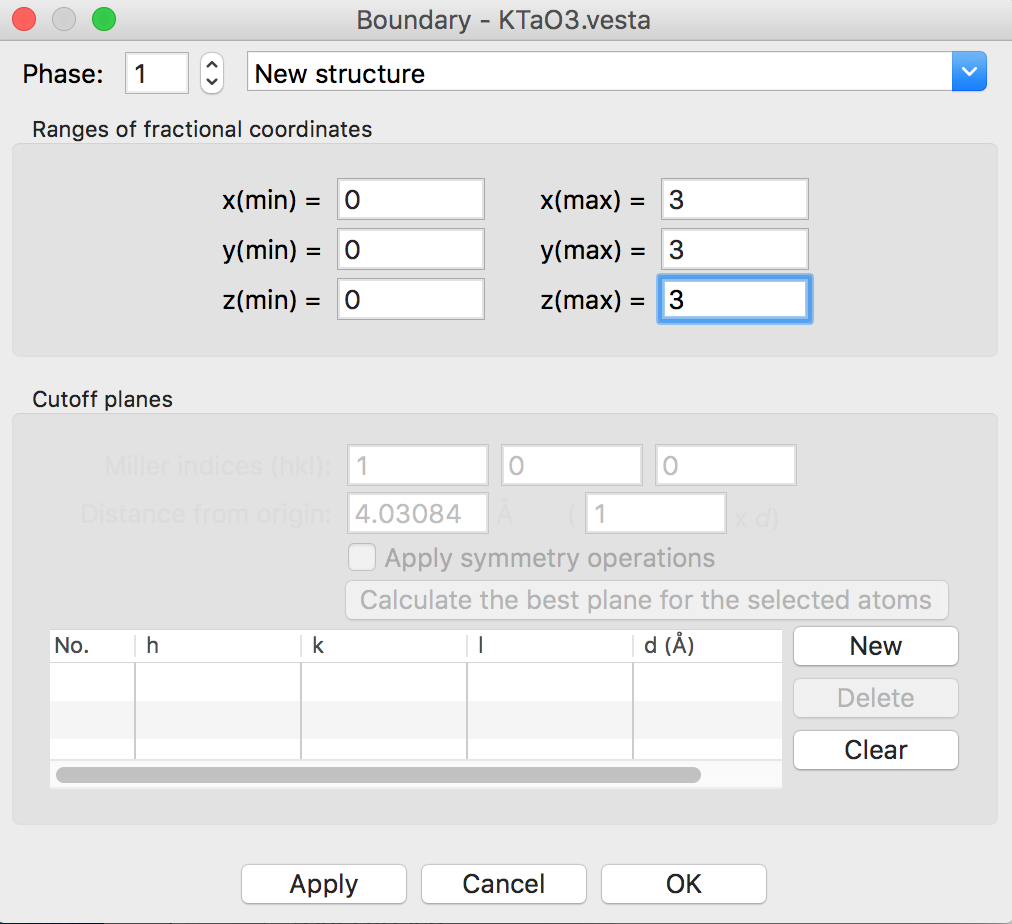 Boundary - KTaO3.vesta
Phase: 1 New structure
Ranges of fractional coordinates
x(min) = 0 x(max) = 3
y(min) = 0 y(max) = 3
z(min) = 0 z(max) = 3
Cutoff planes
Miller indices (hkl): 1 0 0
Distance from origin: 4.03084 Å ( 1 x d)
Apply symmetry operations
Calculate the best plane for the selected atoms
No. h k l d (Å)
New
Delete
Clear
Apply Cancel OK